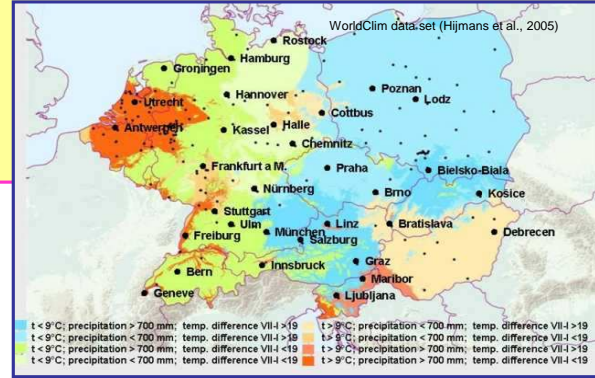 WorldClim data set (Hijmans et al., 2005)
Rostock
Hamburg
Groningen
Hannover
Poznan
Lodz
Utrecht
Cottbus
Antwerpen
Kassel
Halle
Chemnitz
Frankfurt a M.
Praha
Bielsko-Biala
Nürnberg
Brno
Košice
Stuttgart
Ulm
Linz
Bratislava
Freiburg
München
Salzburg
Debrecen
Bern
Innsbruck
Graz
Maribor
Geneve
Ljubljana
t < 9°C; precipitation > 700 mm; temp. difference VII-I >19
t < 9°C; precipitation < 700 mm; temp. difference VII-I >19
t < 9°C; precipitation > 700 mm; temp. difference VII-I <19
t < 9°C; precipitation < 700 mm; temp. difference VII-I <19
t > 9°C; precipitation < 700 mm; temp. difference VII-I >19
t > 9°C; precipitation < 700 mm; temp. difference VII-I <19
t > 9°C; precipitation > 700 mm; temp. difference VII-I >19
t > 9°C; precipitation > 700 mm; temp. difference VII-I <19